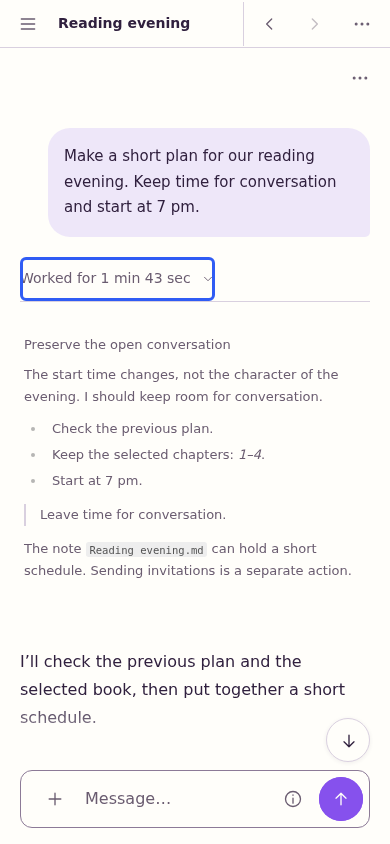 Reading evening
Make a short plan for our reading
evening. Keep time for conversation
and start at 7 pm.
Worked for 1 min 43 sec
Preserve the open conversation
The start time changes, not the character of the
evening. I should keep room for conversation.
Check the previous plan.
Keep the selected chapters: 1–4.
Start at 7 pm.
Leave time for conversation.
The note Reading evening.md can hold a short
schedule. Sending invitations is a separate action.
I’ll check the previous plan and the
selected book, then put together a short
schedule.
Message…